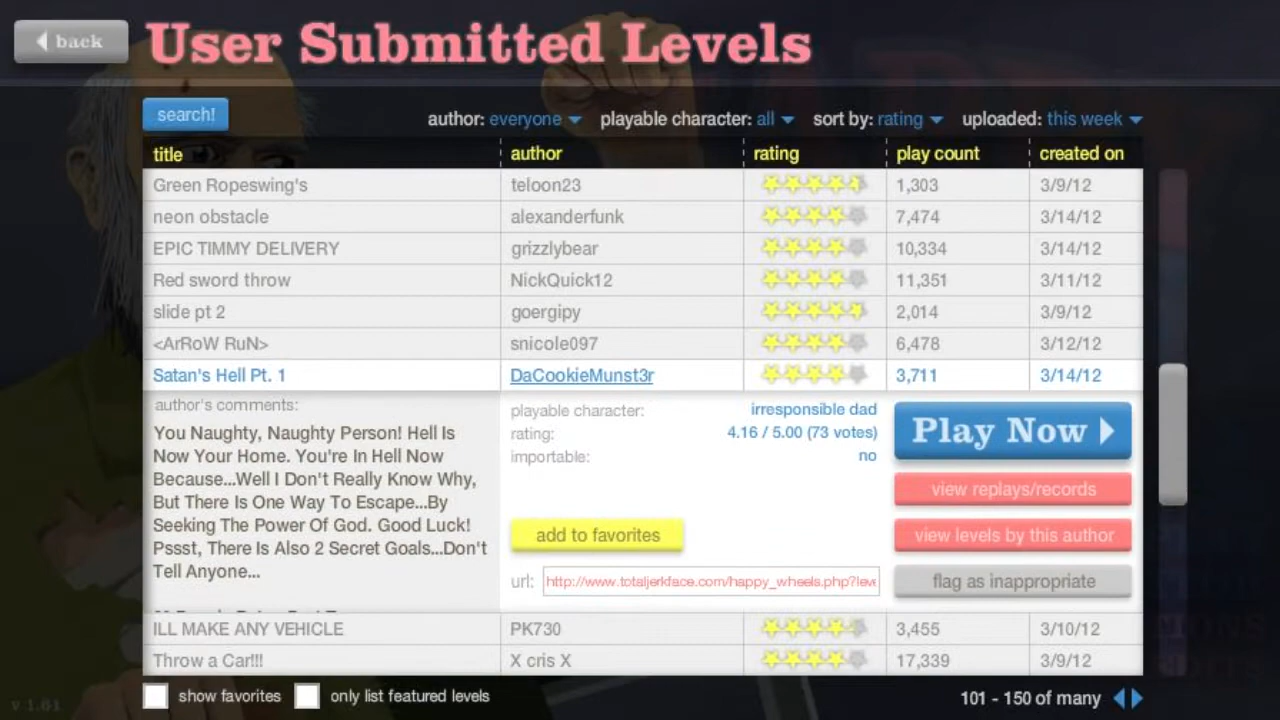 back
User Submitted Levels
search!
author: everyone playable character: all sort by: rating uploaded: this week
title author rating play count created on
Green Ropeswing's teloon23 1,303 3/9/12
neon obstacle alexanderfunk 7,474 3/14/12
EPIC TIMMY DELIVERY grizzlybear 10,334 3/14/12
Red sword throw NickQuick12 11,351 3/11/12
slide pt 2 goergipy 2,014 3/9/12
<ArRoW RuN> snicole097 6,478 3/12/12
Satan's Hell Pt. 1 DaCookieMunst3r 3,711 3/14/12
author's comments:
You Naughty, Naughty Person! Hell Is
Now Your Home. You're In Hell Now
Because...Well I Don't Really Know Why,
But There Is One Way To Escape...By
Seeking The Power Of God. Good Luck!
Pssst, There Is Also 2 Secret Goals...Don't
Tell Anyone...
playable character: irresponsible dad
rating: 4.16 / 5.00 (73 votes)
importable: no
add to favorites
url: http://www.totaljerkface.com/happy_wheels.php?leve
Play Now
view replays/records
view levels by this author
flag as inappropriate
ILL MAKE ANY VEHICLE PK730 3,455 3/10/12
Throw a Car!!! X cris X 17,339 3/9/12
show favorites only list featured levels
101 - 150 of many
v 1.61